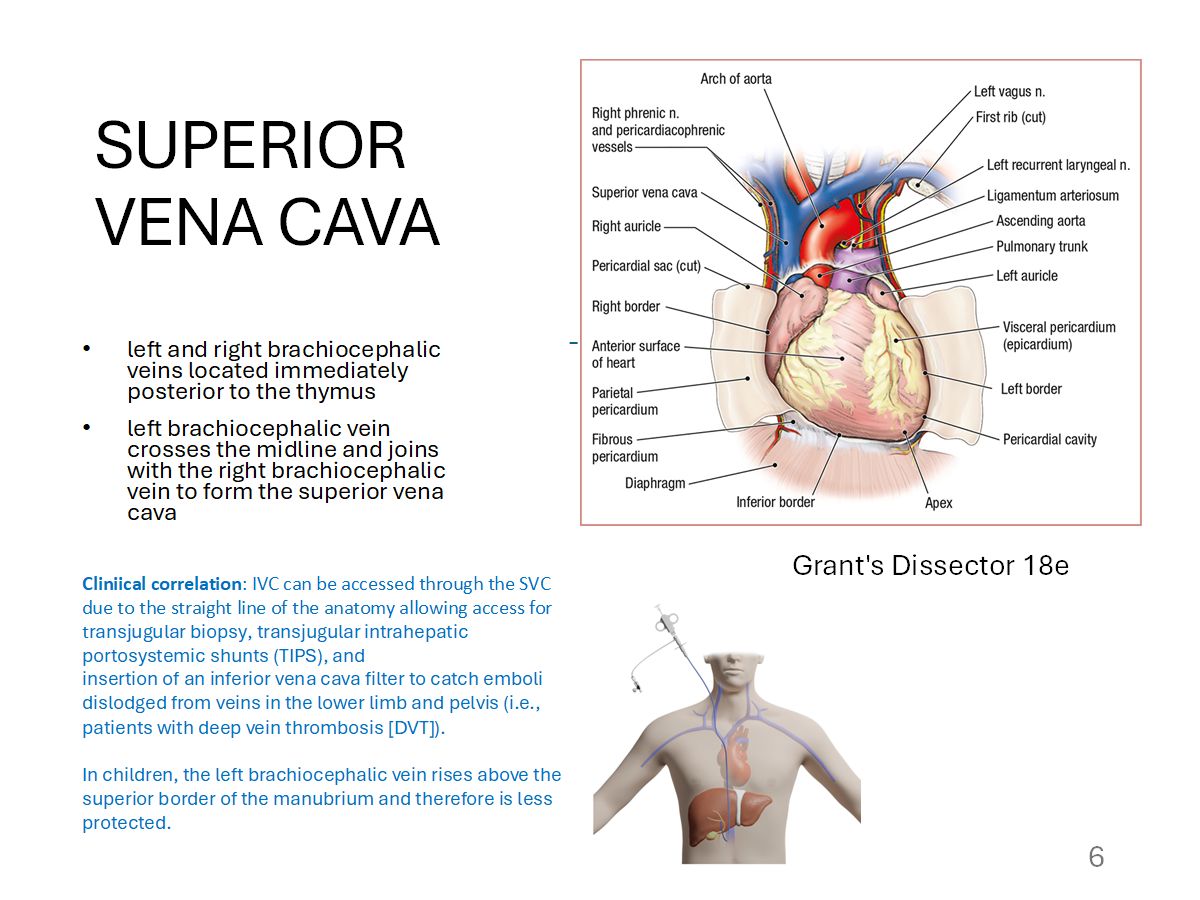 SUPERIOR
VENA CAVA
• left and right brachiocephalic
veins located immediately
posterior to the thymus
• left brachiocephalic vein
crosses the midline and joins
with the right brachiocephalic
vein to form the superior vena
cava
Cliniical correlation: IVC can be accessed through the SVC
due to the straight line of the anatomy allowing access for
transjugular biopsy, transjugular intrahepatic
portosystemic shunts (TIPS), and
insertion of an inferior vena cava filter to catch emboli
dislodged from veins in the lower limb and pelvis (i.e.,
patients with deep vein thrombosis [DVT]).
In children, the left brachiocephalic vein rises above the
superior border of the manubrium and therefore is less
protected.
Arch of aorta
Right phrenic n.
and pericardiacophrenic
vessels
Superior vena cava
Right auricle
Pericardial sac (cut)
Right border
Anterior surface
of heart
Parietal
pericardium
Fibrous
pericardium
Diaphragm
Inferior border
Apex
Left vagus n.
First rib (cut)
Left recurrent laryngeal n.
Ligamentum arteriosum
Ascending aorta
Pulmonary trunk
Left auricle
Visceral pericardium
(epicardium)
Left border
Pericardial cavity
Grant's Dissector 18e
6